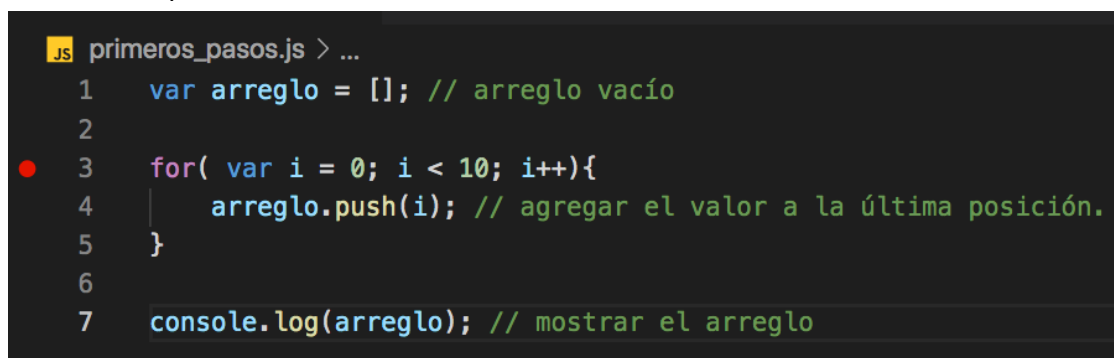 JS primeros_pasos.js > ...
1 var arreglo = []; // arreglo vacío
2
3 for( var i = 0; i < 10; i++){
4 arreglo.push(i); // agregar el valor a la última posición.
5 }
6
7 console.log(arreglo); // mostrar el arreglo